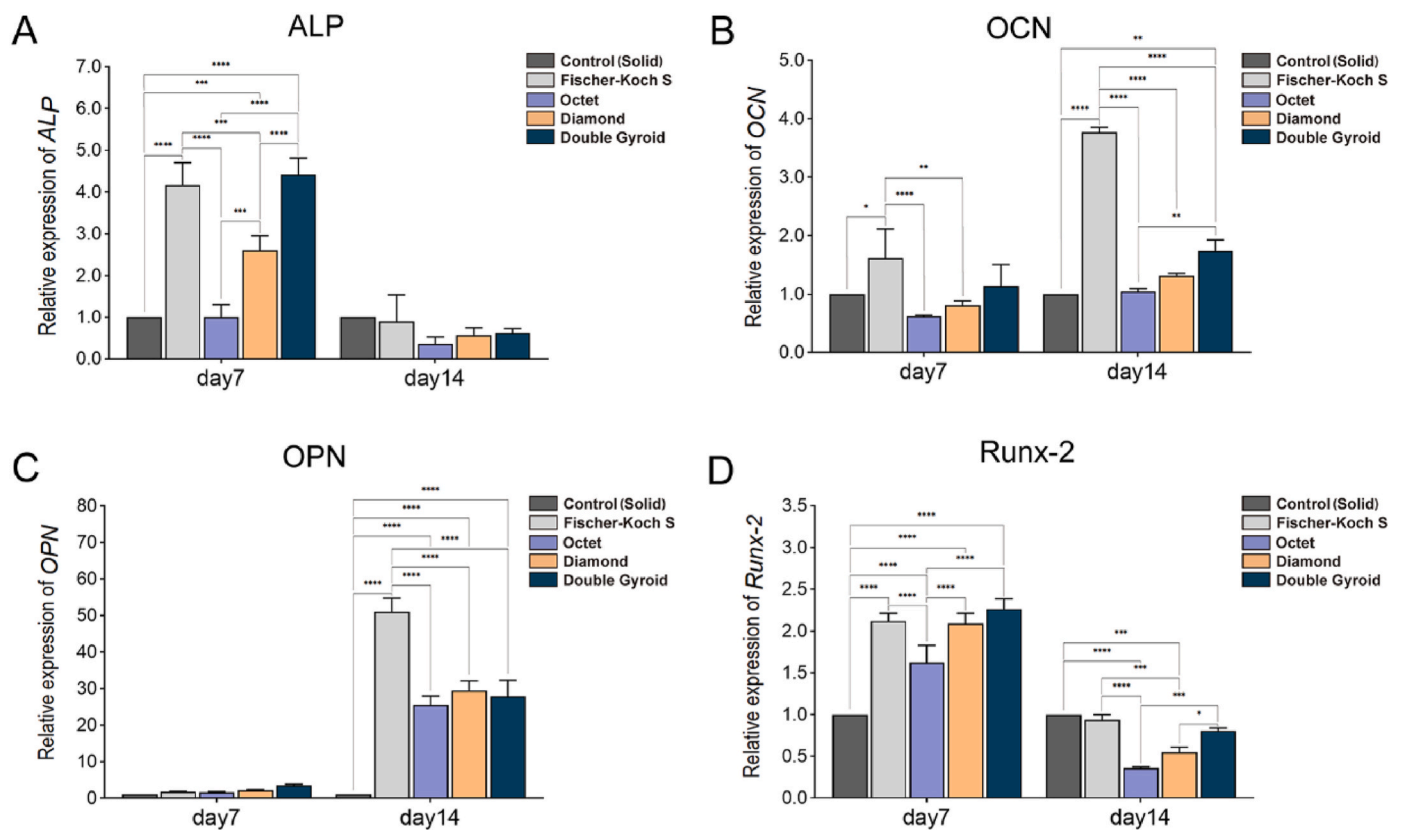 A
ALP
Relative expression of ALP
7.0
6.0
5.0
4.0
3.0
2.0
1.0
0.0
****
***
****
***
****
****
****
***
day7
day14
Control (Solid)
Fischer-Koch S
Octet
Diamond
Double Gyroid
B
OCN
Relative expression of OCN
5.0
4.0
3.0
2.0
1.0
0.0
**
****
****
****
****
**
**
****
*
day7
day14
Control (Solid)
Fischer-Koch S
Octet
Diamond
Double Gyroid
C
OPN
Relative expression of OPN
80
70
60
50
40
30
20
10
0
****
****
****
****
****
****
****
day7
day14
Control (Solid)
Fischer-Koch S
Octet
Diamond
Double Gyroid
D
Runx-2
Relative expression of Runx-2
3.5
3.0
2.5
2.0
1.5
1.0
0.5
0.0
****
****
****
****
****
****
****
***
****
***
****
***
*
day7
day14
Control (Solid)
Fischer-Koch S
Octet
Diamond
Double Gyroid